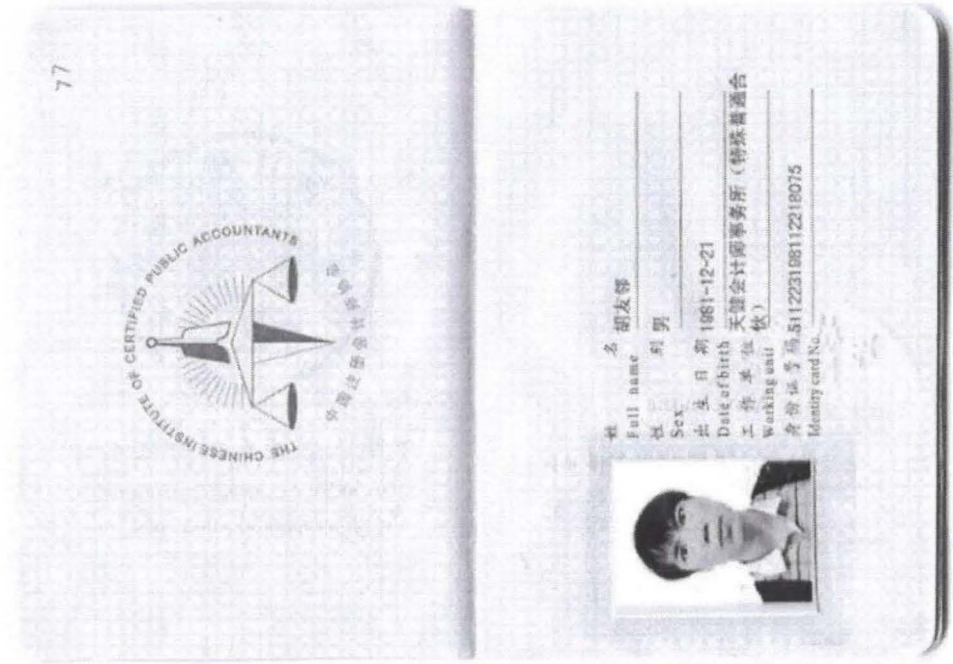 77
THE CHINESE INSTITUTE OF CERTIFIED PUBLIC ACCOUNTANTS
中国注册会计师协会
姓 名 胡友邻
Full name
性 别 男
Sex
出 生 日 期 1981-12-21
Date of birth
工 作 单 位 天健会计师事务所（特殊普通合
Working unit 伙）
身份证号码 511223198112218075
Identity card No.